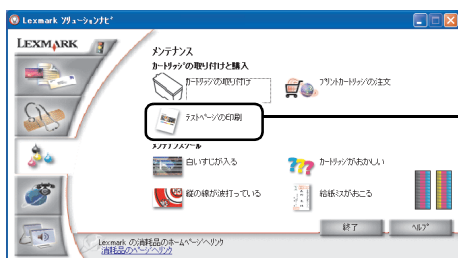 Lexmark ソリューションナビ
LEXMARK
メンテナンス
カートリッジの取り付けと購入
カートリッジの取り付け
プリントカートリッジの注文
テストページの印刷
メンテナンスツール
白いすじが入る
カートリッジがおかしい
縦の線が波打っている
給紙ミスがおこる
終了
ヘルプ
Lexmark の消耗品のホームページへリンク
消耗品のページへリンク